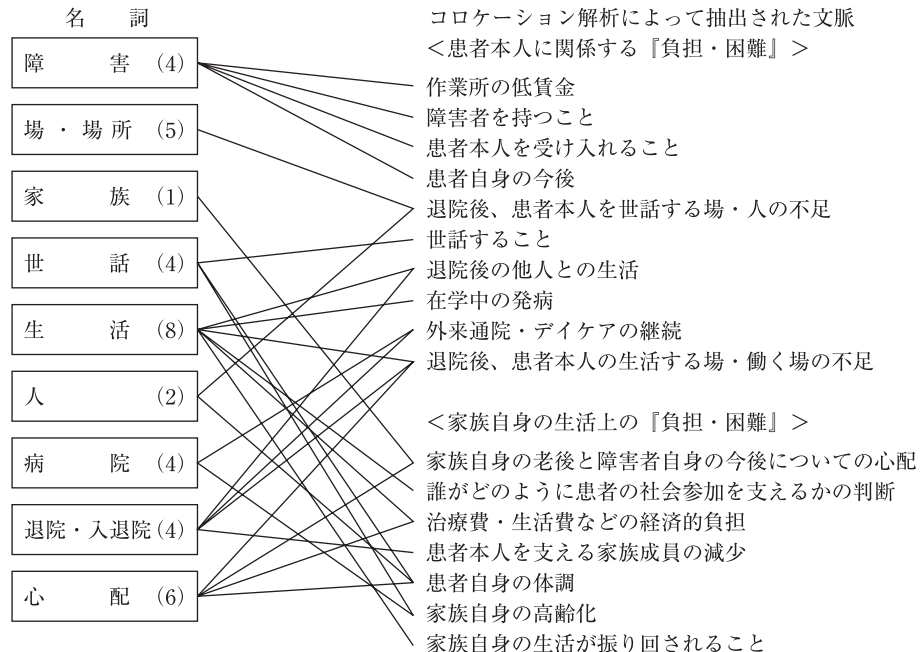 名 詞
障 害 (4)
場・場所 (5)
家 族 (1)
世 話 (4)
生 活 (8)
人 (2)
病 院 (4)
退院・入退院 (4)
心 配 (6)
コロケーション解析によって抽出された文脈
＜患者本人に関係する『負担・困難』＞
作業所の低賃金
障害者を持つこと
患者本人を受け入れること
患者自身の今後
退院後、患者本人を世話する場・人の不足
世話すること
退院後の他人との生活
在学中の発病
外来通院・デイケアの継続
退院後、患者本人の生活する場・働く場の不足
＜家族自身の生活上の『負担・困難』＞
家族自身の老後と障害者自身の今後についての心配
誰がどのように患者の社会参加を支えるかの判断
治療費・生活費などの経済的負担
患者本人を支える家族成員の減少
患者自身の体調
家族自身の高齢化
家族自身の生活が振り回されること